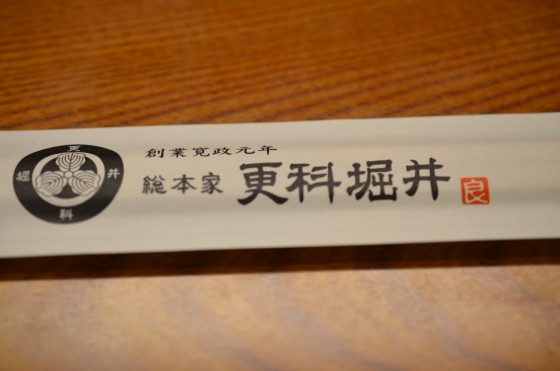 更
堀 井
科
創業寛政元年
総本家 更科堀井 良